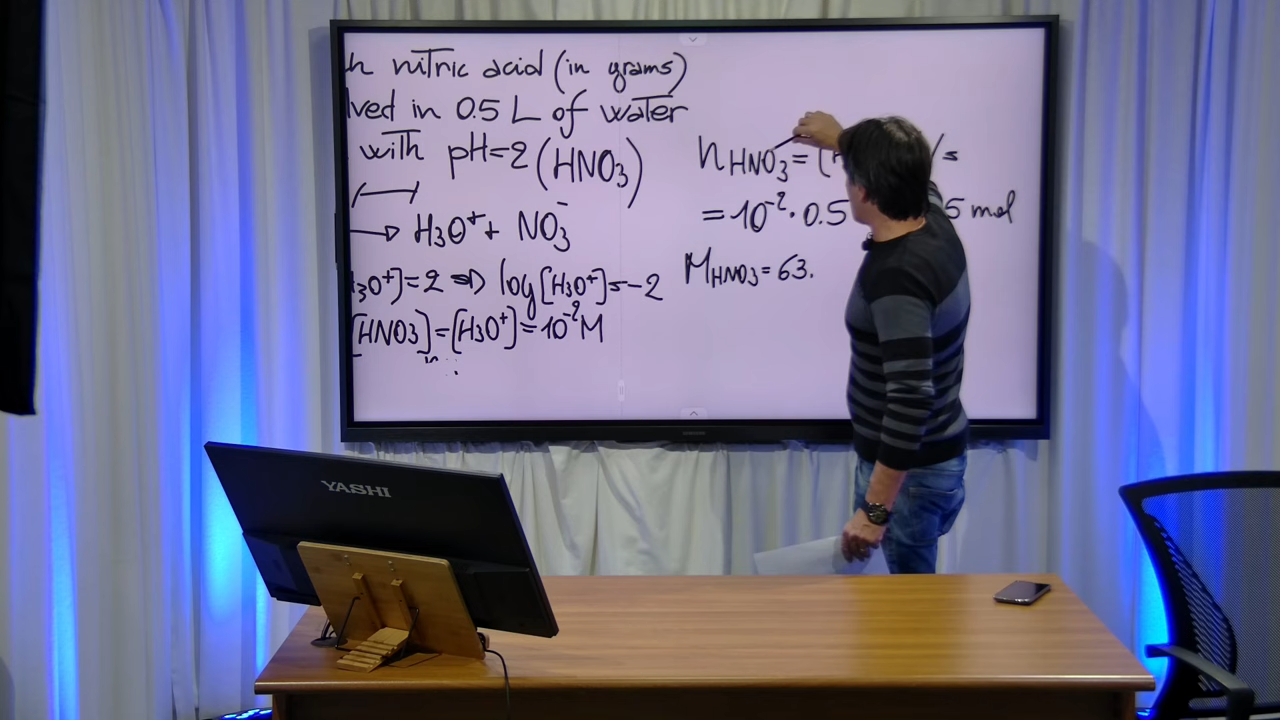 nitric acid (in grams)
lved in 0.5 L of water
with pH=2 (HNO₃)
→ H₃O⁺ + NO₃⁻
₃O⁺]=2 ⇒ log[H₃O⁺]=-2
[HNO3]=[H₃O⁺]=10⁻²M
nHNO₃=[
=10⁻²·0.5
5 mol
MHNO3=63.
YASHI